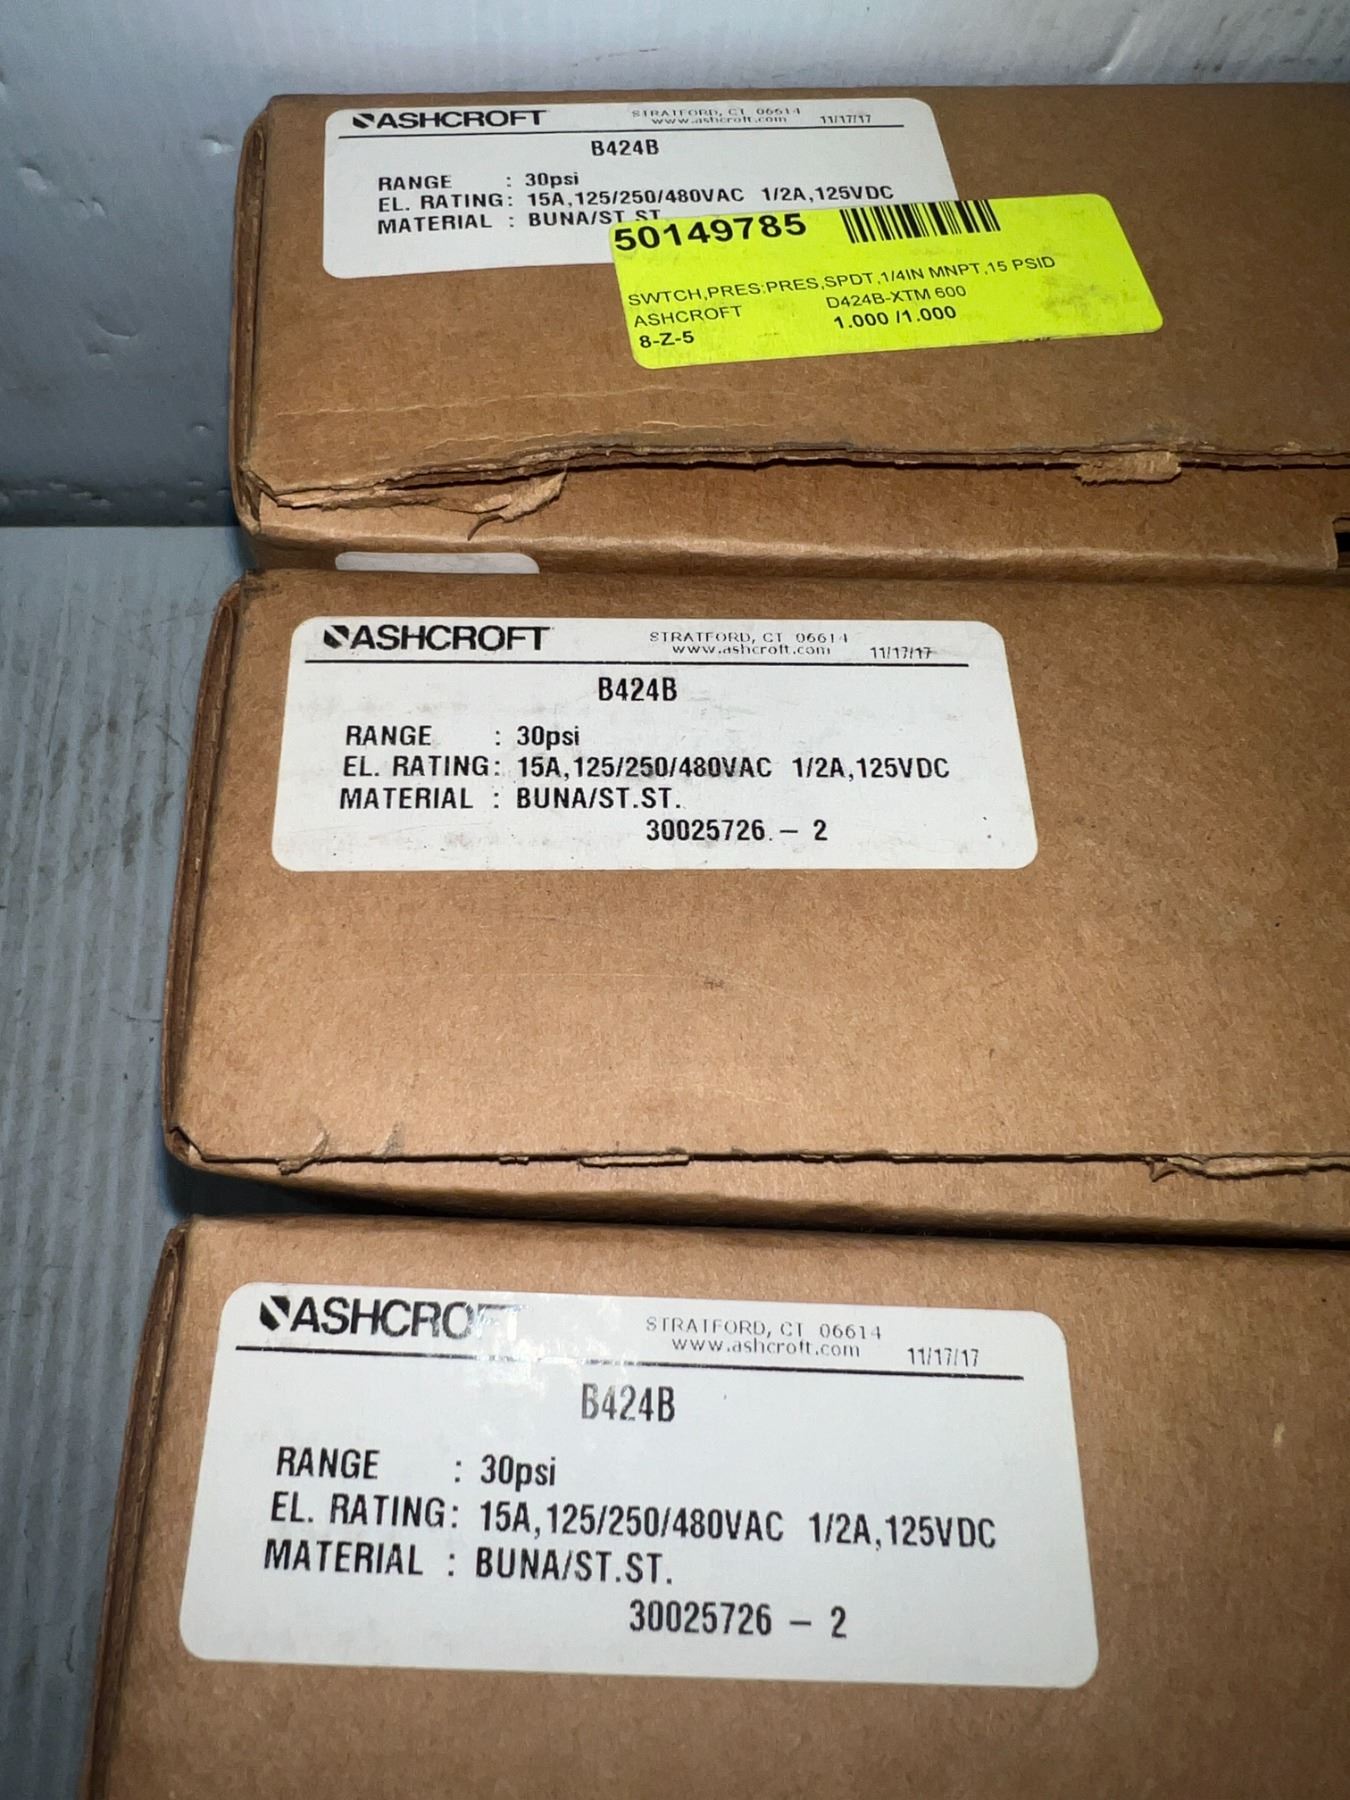 ASHCROFT STRATFORD, CT 06614
www.ashcroft.com 11/17/17
B424B
RANGE : 30psi
EL. RATING: 15A,125/250/480VAC 1/2A,125VDC
MATERIAL : BUNA/ST.ST
50149785
SWTCH,PRES:PRES,SPDT,1/4IN MNPT,15 PSID
ASHCROFT D424B-XTM 600
8-Z-5 1.000 /1.000
ASHCROFT STRATFORD, CT 06614
www.ashcroft.com 11/17/17
B424B
RANGE : 30psi
EL. RATING: 15A,125/250/480VAC 1/2A,125VDC
MATERIAL : BUNA/ST.ST.
30025726 - 2
ASHCROFT STRATFORD, CT 06614
www.ashcroft.com 11/17/17
B424B
RANGE : 30psi
EL. RATING: 15A,125/250/480VAC 1/2A,125VDC
MATERIAL : BUNA/ST.ST.
30025726 - 2